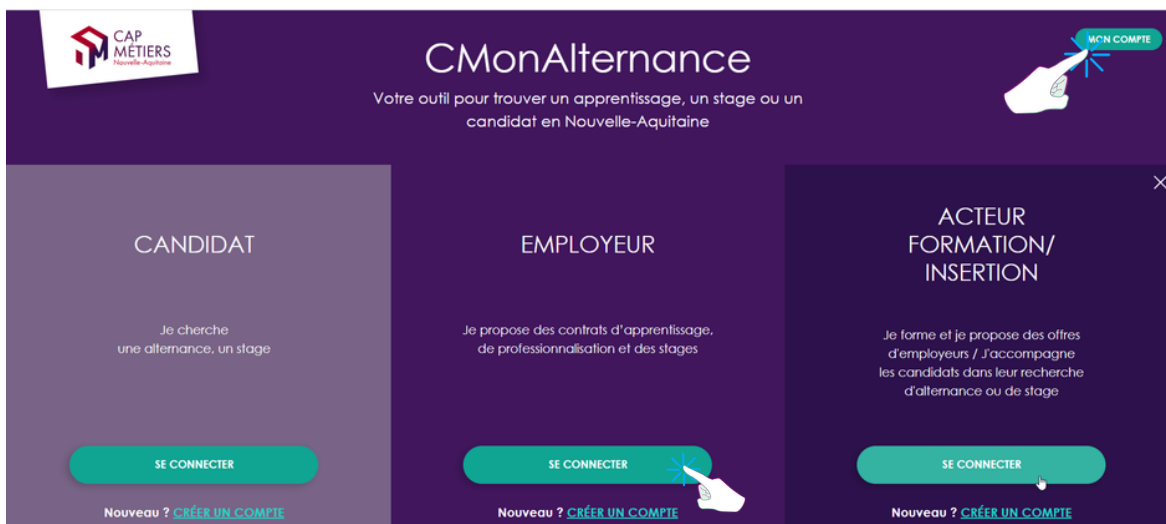 CAP
MÉTIERS
Nouvelle-Aquitaine
CMonAlternance
MON COMPTE
Votre outil pour trouver un apprentissage, un stage ou un
candidat en Nouvelle-Aquitaine
CANDIDAT
Je cherche
une alternance, un stage
SE CONNECTER
Nouveau ? CRÉER UN COMPTE
EMPLOYEUR
Je propose des contrats d'apprentissage,
de professionnalisation et des stages
SE CONNECTER
Nouveau ? CRÉER UN COMPTE
ACTEUR
FORMATION/
INSERTION
Je forme et je propose des offres
d'employeurs / J'accompagne
les candidats dans leur recherche
d'alternance ou de stage
SE CONNECTER
Nouveau ? CRÉER UN COMPTE